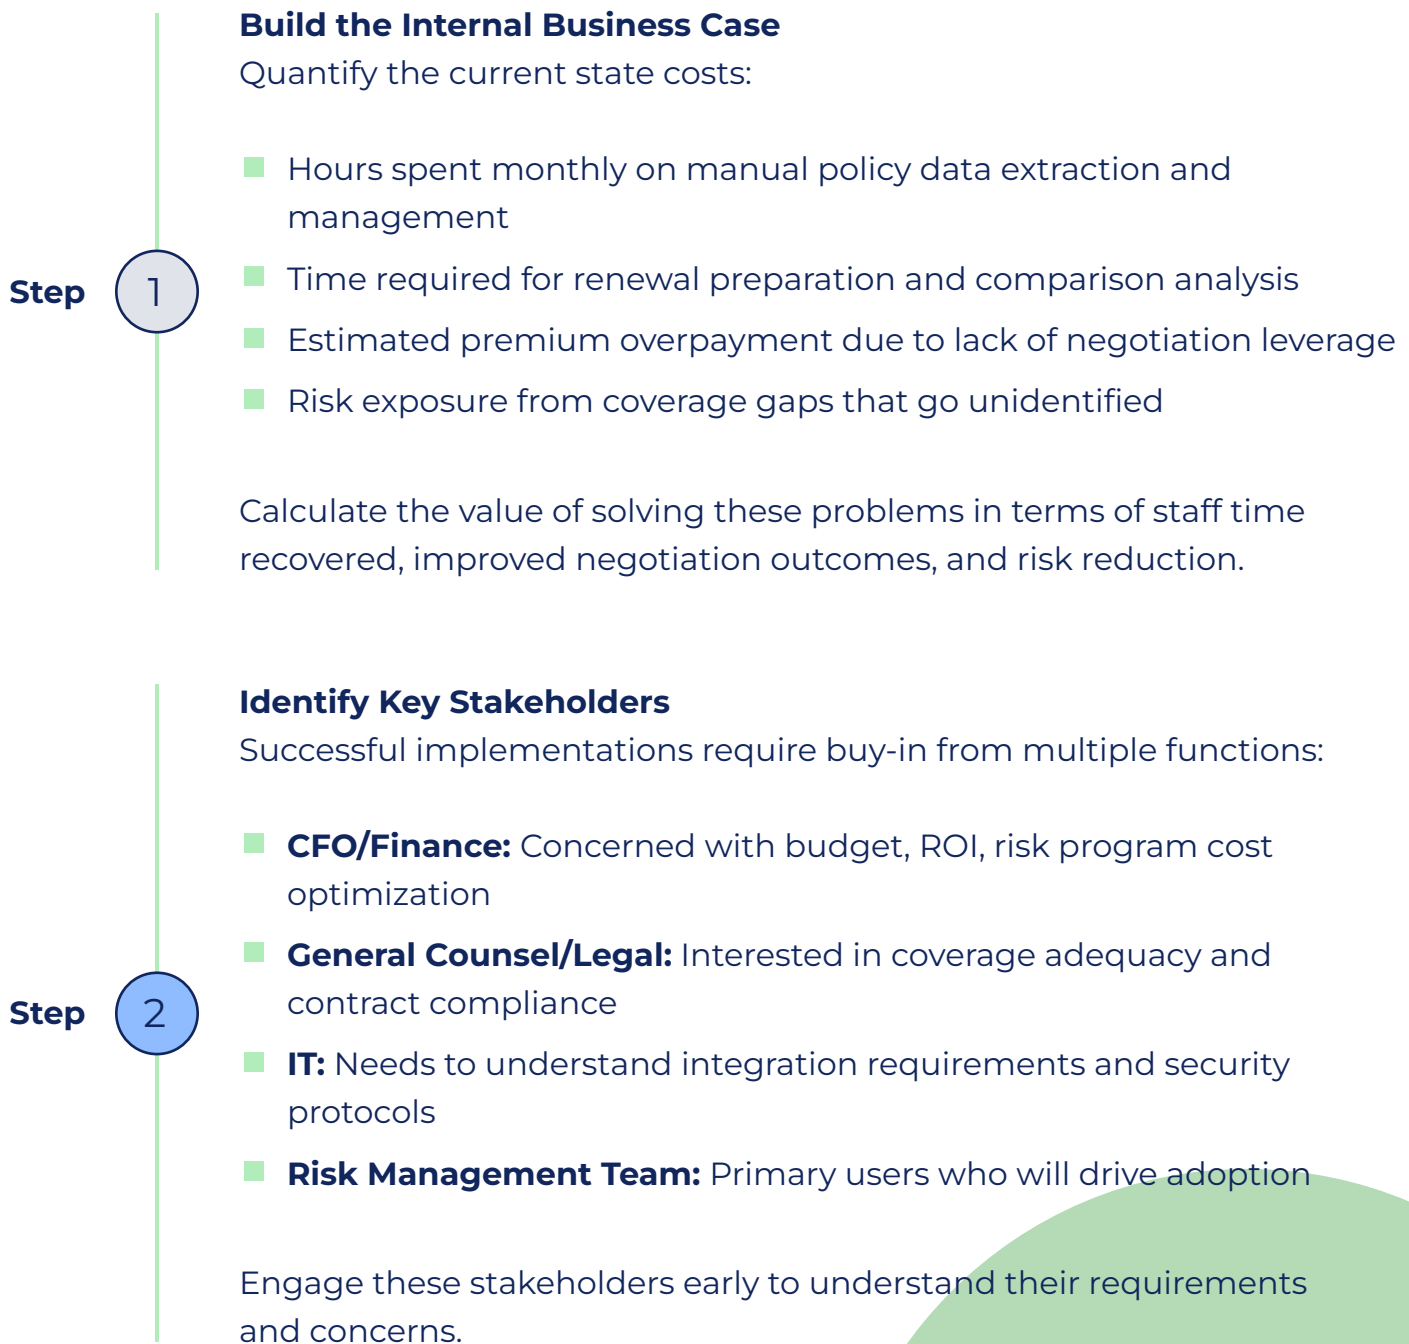 Build the Internal Business Case
Quantify the current state costs:
Hours spent monthly on manual policy data extraction and
management
Step 1
Time required for renewal preparation and comparison analysis
Estimated premium overpayment due to lack of negotiation leverage
Risk exposure from coverage gaps that go unidentified
Calculate the value of solving these problems in terms of staff time
recovered, improved negotiation outcomes, and risk reduction.
Identify Key Stakeholders
Successful implementations require buy-in from multiple functions:
CFO/Finance: Concerned with budget, ROI, risk program cost
optimization
General Counsel/Legal: Interested in coverage adequacy and
contract compliance
Step 2
IT: Needs to understand integration requirements and security
protocols
Risk Management Team: Primary users who will drive adoption
Engage these stakeholders early to understand their requirements
and concerns.